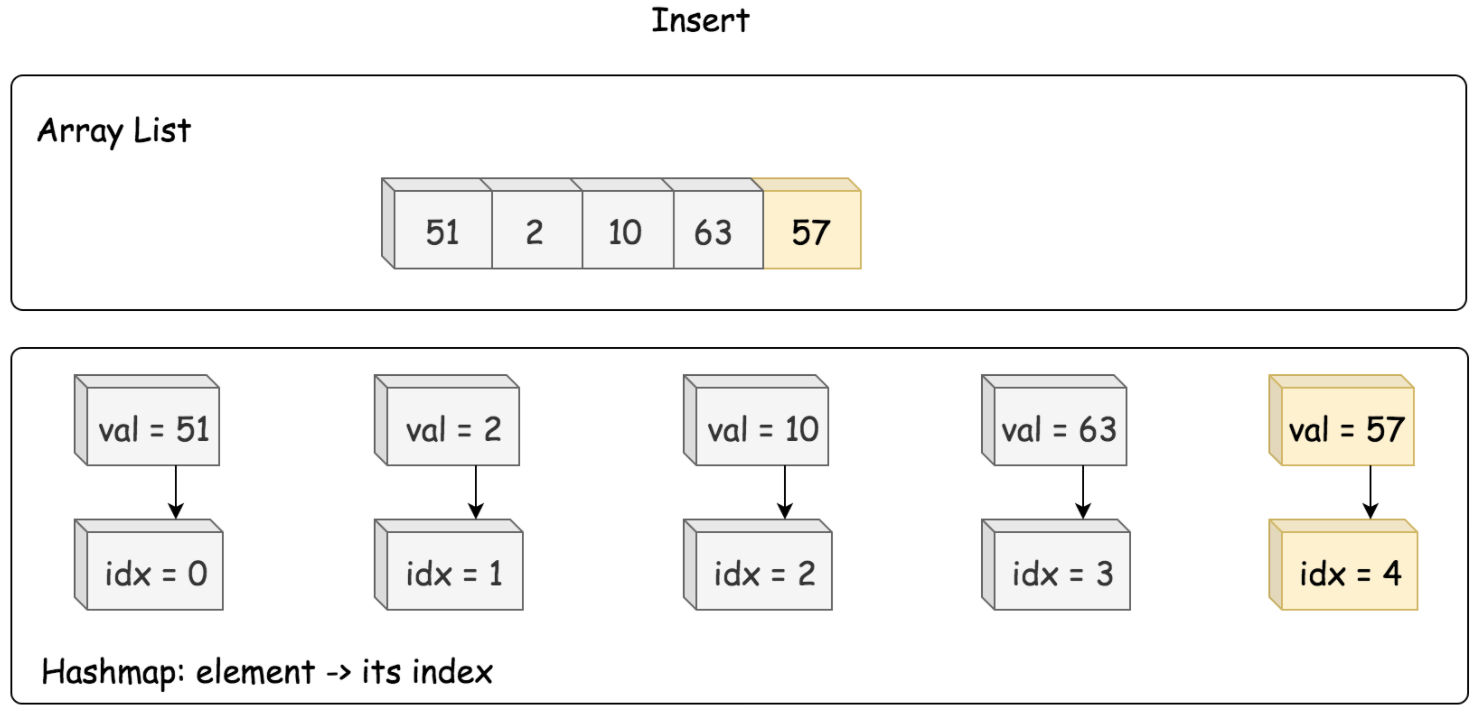 Insert
Array List
51 2 10 63 57
val = 51 val = 2 val = 10 val = 63 val = 57
idx = 0 idx = 1 idx = 2 idx = 3 idx = 4
Hashmap: element -> its index